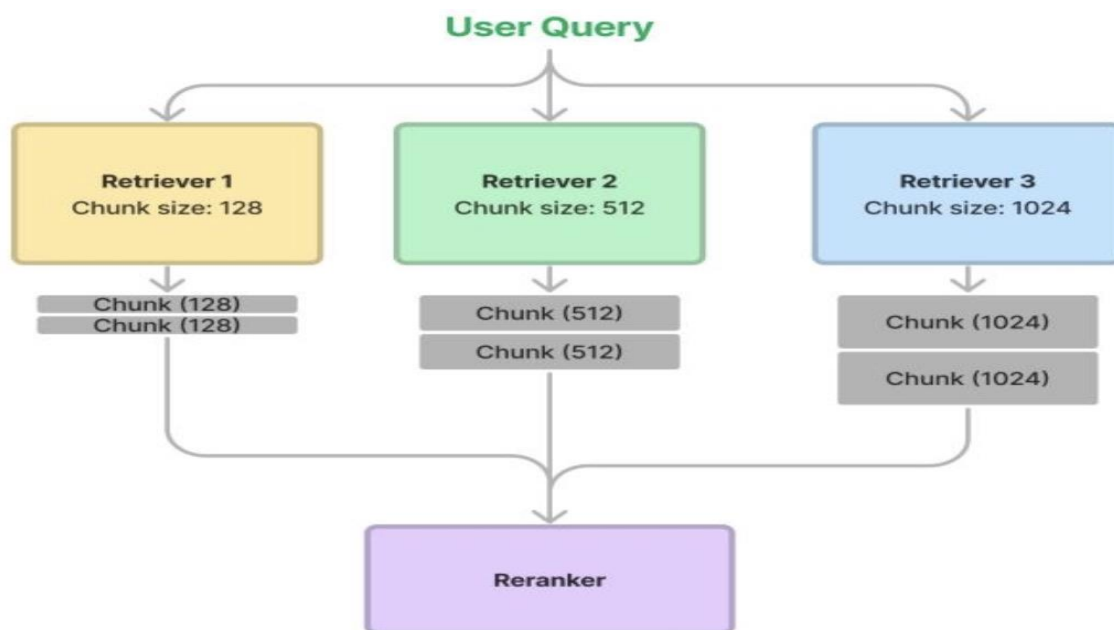 User Query
Retriever 1
Chunk size: 128
Retriever 2
Chunk size: 512
Retriever 3
Chunk size: 1024
Chunk (128)
Chunk (128)
Chunk (512)
Chunk (512)
Chunk (1024)
Chunk (1024)
Reranker